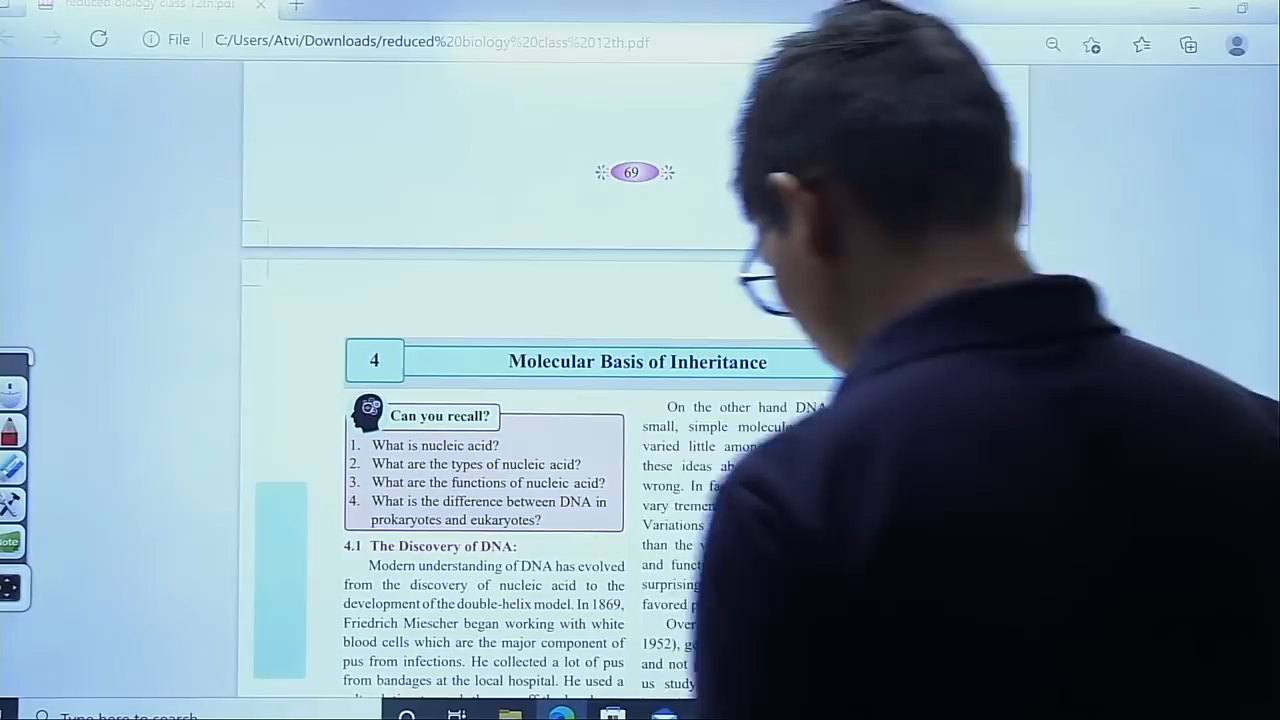 reduced biology class 12th.pdf
File
C:/Users/Atvi/Downloads/reduced%20biology%20class%2012th.pdf
69
4
Molecular Basis of Inheritance
Can you recall?
1. What is nucleic acid?
2. What are the types of nucleic acid?
3. What are the functions of nucleic acid?
4. What is the difference between DNA in
prokaryotes and eukaryotes?
4.1 The Discovery of DNA:
Modern understanding of DNA has evolved
from the discovery of nucleic acid to the
development of the double-helix model. In 1869,
Friedrich Miescher began working with white
blood cells which are the major component of
pus from infections. He collected a lot of pus
from bandages at the local hospital. He used a
On the other hand DNA
small, simple
varied little
these ideas
wrong. In
vary
Variations
than the
and
surprising
favored
Over
1952),
and not
us study
Note
Type here to search